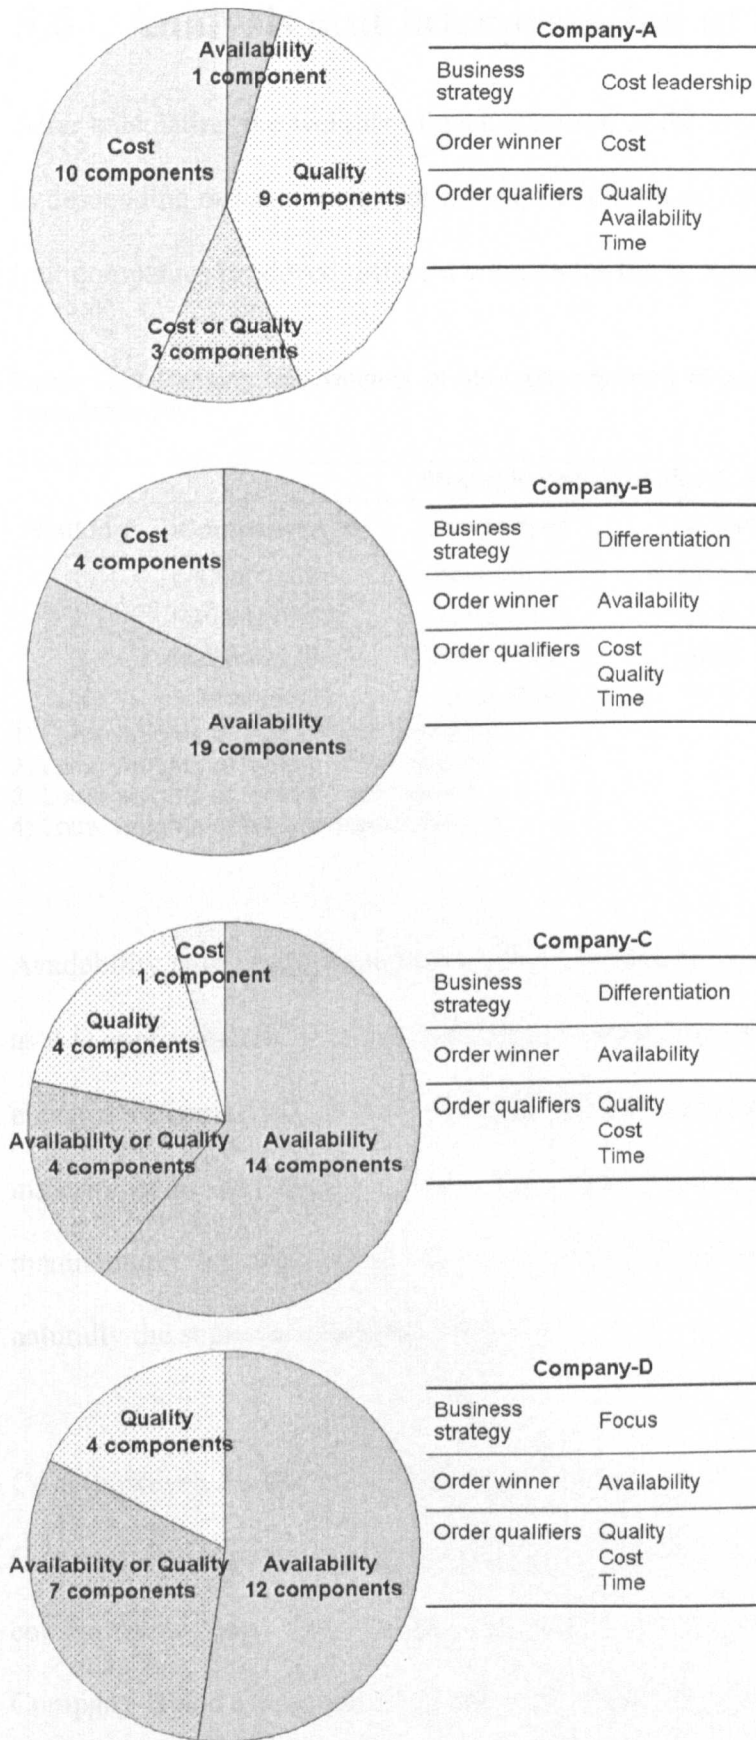 Availability
1 component
Cost
10 components
Quality
9 components
Cost or Quality
3 components
Company-A
Business strategy Cost leadership
Order winner Cost
Order qualifiers Quality
Availability
Time
Cost
4 components
Availability
19 components
Company-B
Business strategy Differentiation
Order winner Availability
Order qualifiers Cost
Quality
Time
Cost
1 component
Quality
4 components
Availability or Quality
4 components
Availability
14 components
Company-C
Business strategy Differentiation
Order winner Availability
Order qualifiers Quality
Cost
Time
naturally the
Quality
4 components
Availability or Quality
7 components
Availability
12 components
Company-D
Business strategy Focus
Order winner Availability
Order qualifiers Quality
Cost
Time